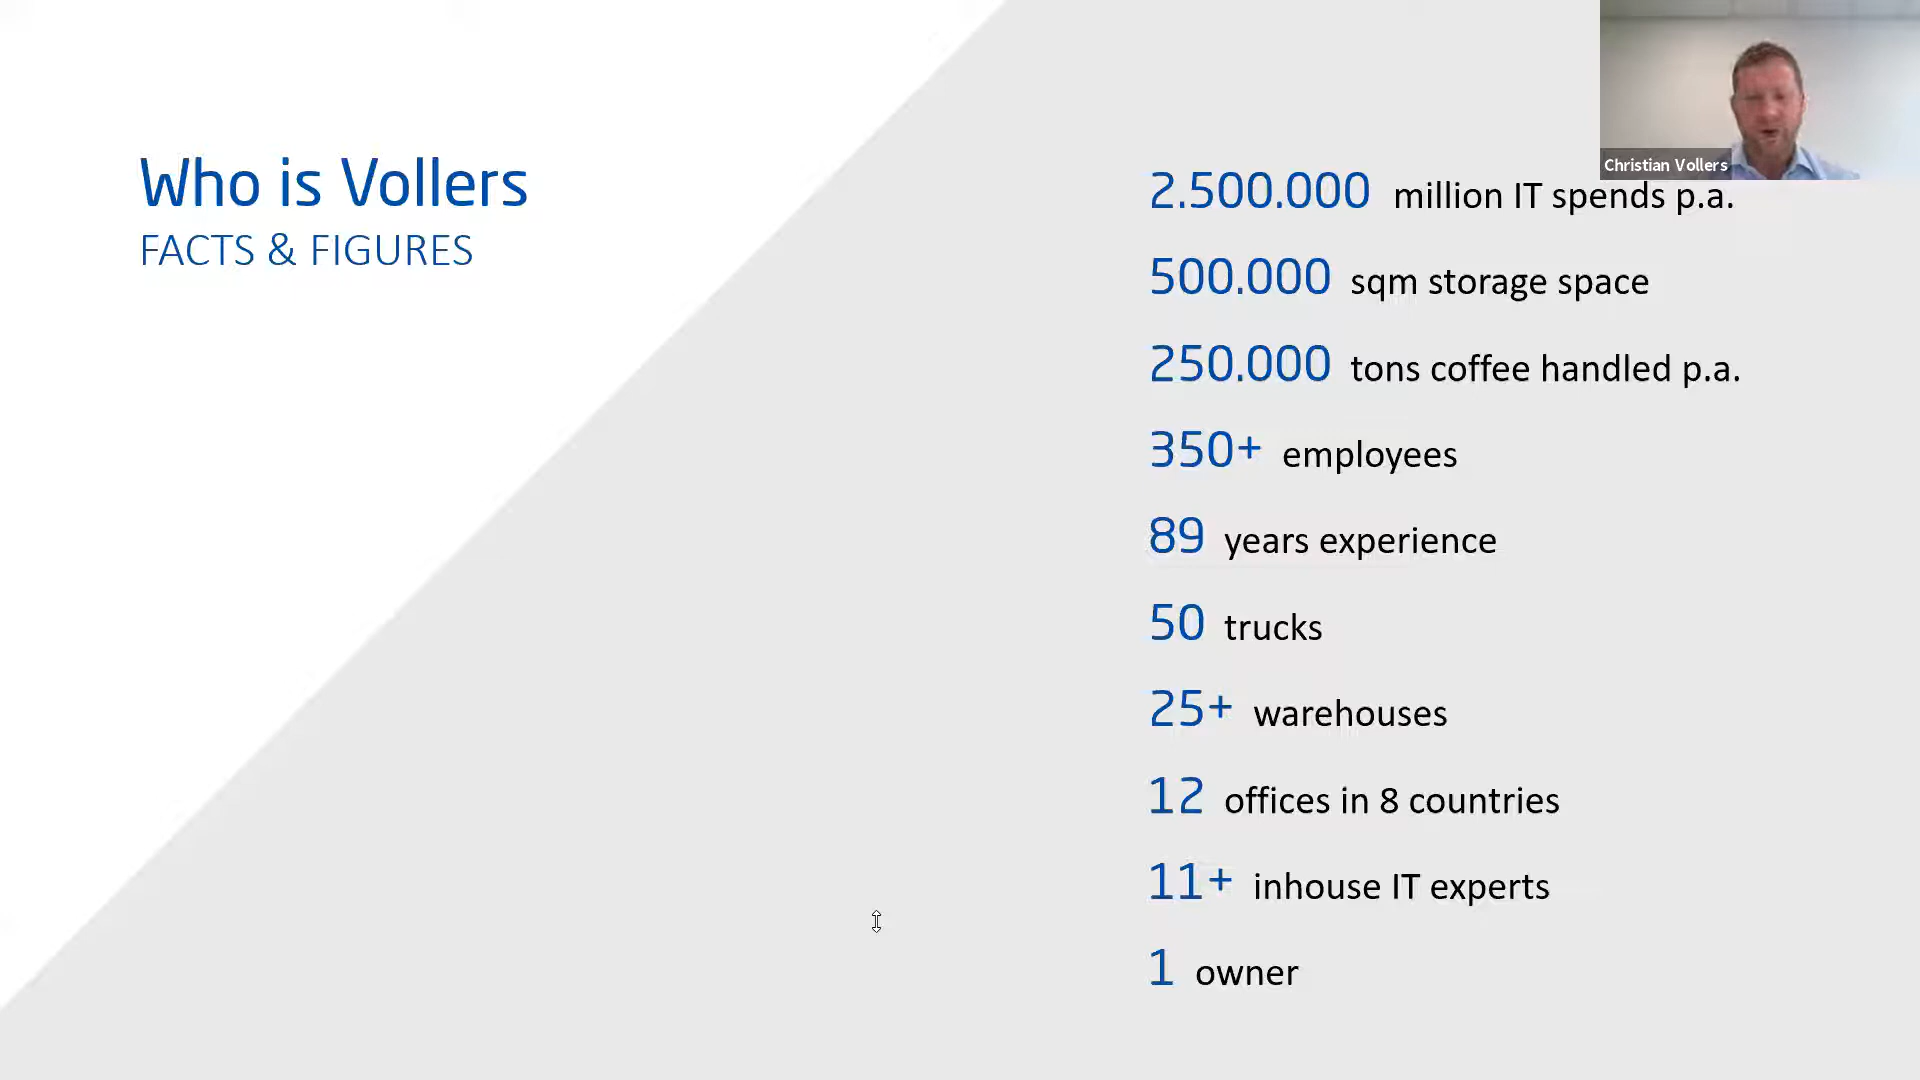 Who is Vollers
FACTS & FIGURES
Christian Vollers
2.500.000 million IT spends p.a.
500.000 sqm storage space
250.000 tons coffee handled p.a.
350+ employees
89 years experience
50 trucks
25+ warehouses
12 offices in 8 countries
11+ inhouse IT experts
1 owner